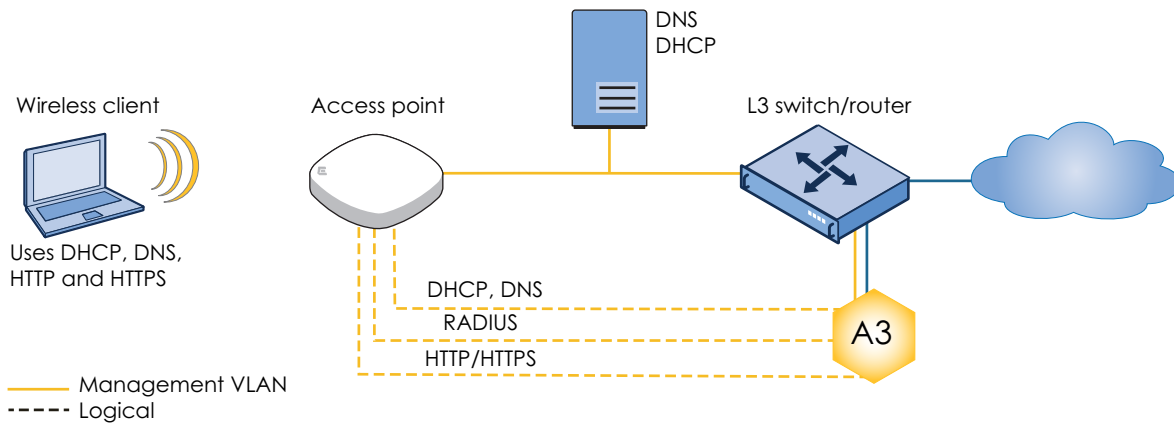 DNS
DHCP
Wireless client
Access point
L3 switch/router
Uses DHCP, DNS,
HTTP and HTTPS
DHCP, DNS
RADIUS
A3
HTTP/HTTPS
Management VLAN
Logical